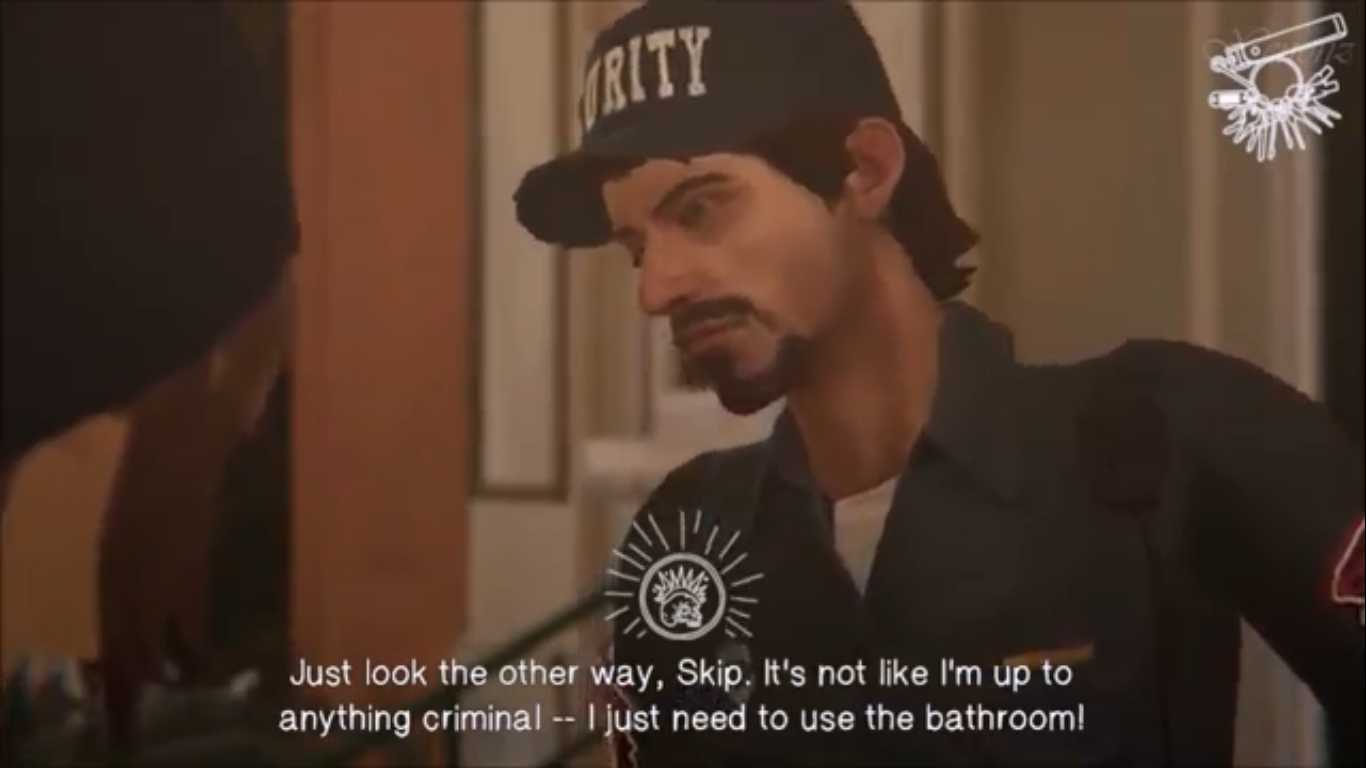 URITY
Just look the other way, Skip. It's not like I'm up to
anything criminal -- I just need to use the bathroom!